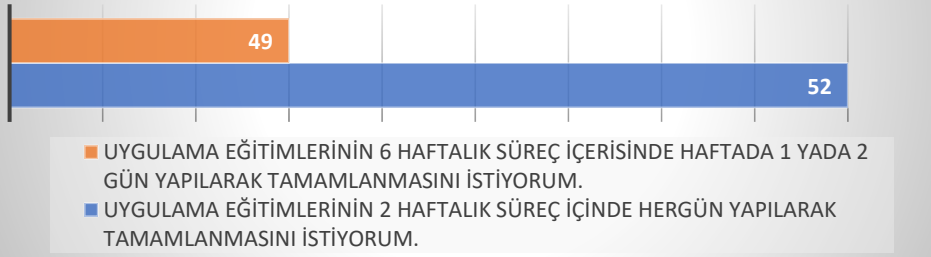 49
52
UYGULAMA EĞİTİMLERİNİN 6 HAFTALIK SÜREÇ İÇERİSİNDE HAFTADA 1 YADA 2
GÜN YAPILARAK TAMAMLANMASINI İSTİYORUM.
UYGULAMA EĞİTİMLERİNİN 2 HAFTALIK SÜREÇ İÇİNDE HERGÜN YAPILARAK
TAMAMLANMASINI İSTİYORUM.